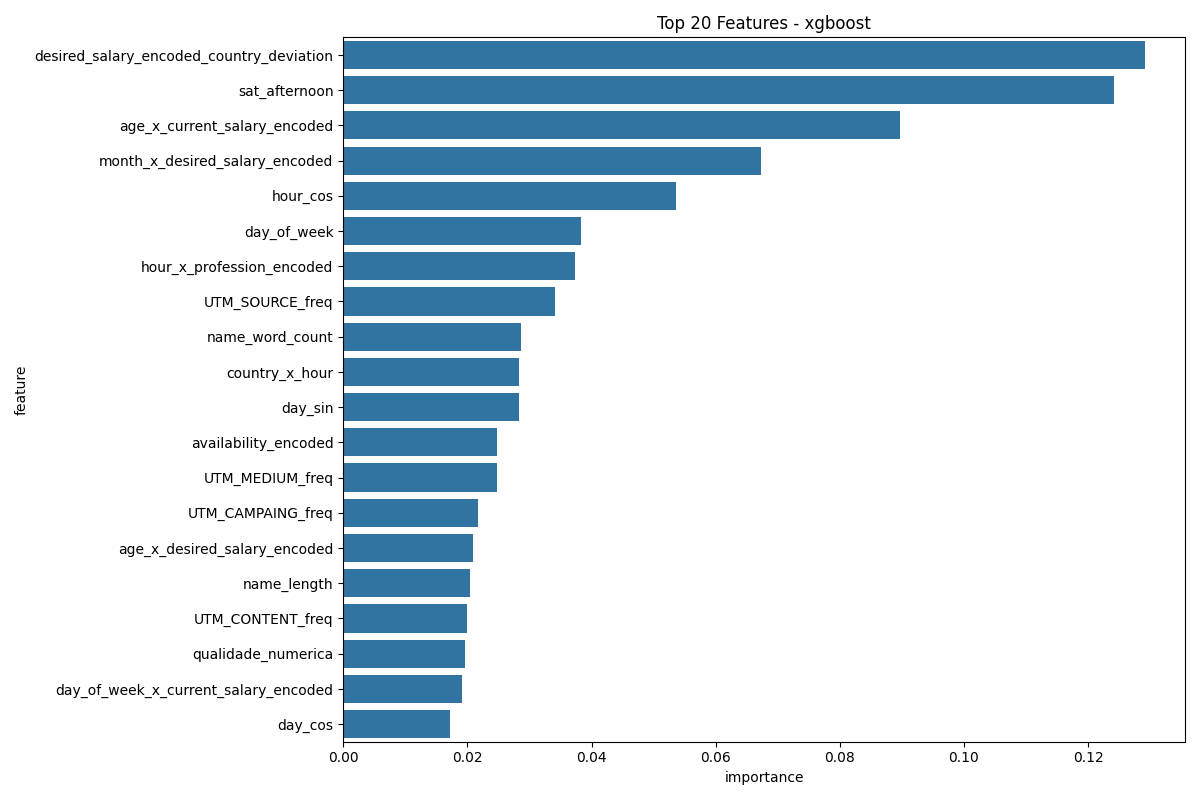 Top 20 Features - xgboost
desired_salary_encoded_country_deviation
sat_afternoon
age_x_current_salary_encoded
month_x_desired_salary_encoded
hour_cos
day_of_week
hour_x_profession_encoded
UTM_SOURCE_freq
name_word_count
country_x_hour
day_sin
availability_encoded
UTM_MEDIUM_freq
UTM_CAMPAING_freq
age_x_desired_salary_encoded
name_length
UTM_CONTENT_freq
qualidade_numerica
day_of_week_x_current_salary_encoded
day_cos
feature
0.00 0.02 0.04 0.06 0.08 0.10 0.12
importance